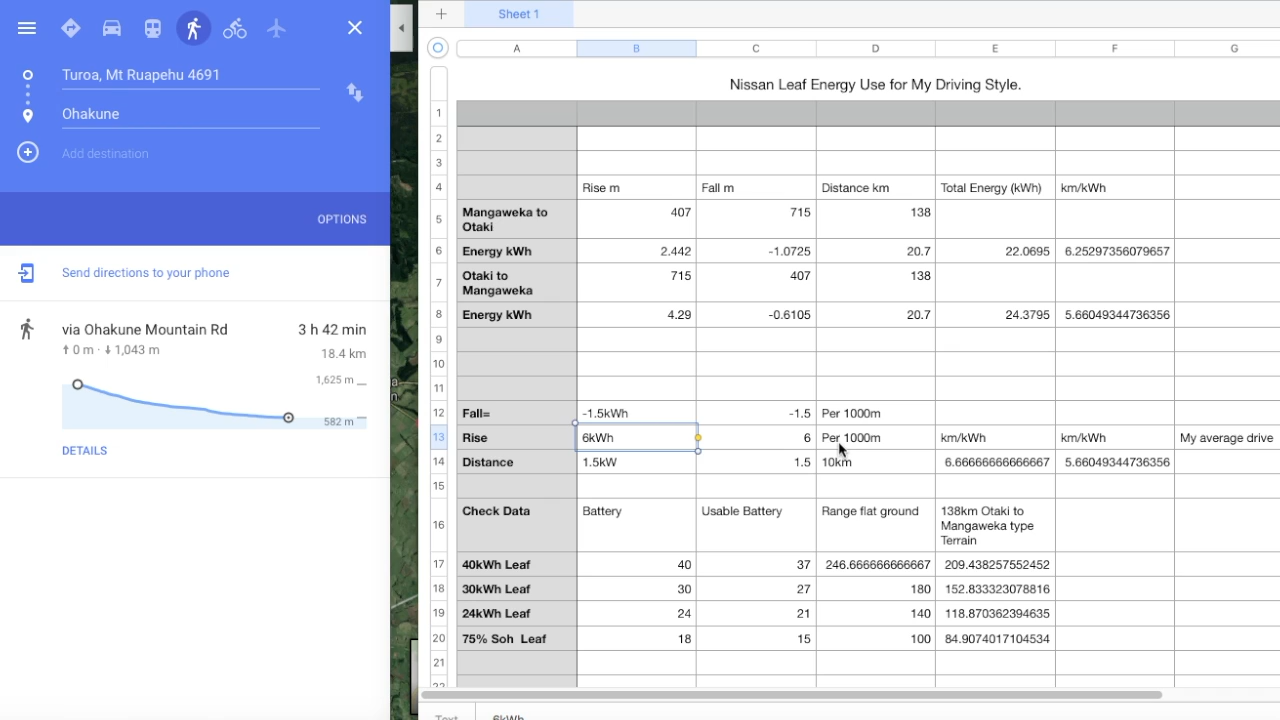 Turoa, Mt Ruapehu 4691
Ohakune
Add destination
OPTIONS
Send directions to your phone
via Ohakune Mountain Rd 3 h 42 min
↑ 0 m · ↓ 1,043 m 18.4 km
1,625 m
582 m
DETAILS
Sheet 1
A B C D E F G
Nissan Leaf Energy Use for My Driving Style.
1
2
3
4 Rise m Fall m Distance km Total Energy (kWh) km/kWh
5 Mangaweka to 407 715 138
Otaki
6 Energy kWh 2.442 -1.0725 20.7 22.0695 6.25297356079657
7 Otaki to 715 407 138
Mangaweka
8 Energy kWh 4.29 -0.6105 20.7 24.3795 5.66049344736356
9
10
11
12 Fall= -1.5kWh -1.5 Per 1000m
13 Rise 6kWh 6 Per 1000m km/kWh km/kWh My average drive
14 Distance 1.5kW 1.5 10km 6.66666666666667 5.66049344736356
15
16 Check Data Battery Usable Battery Range flat ground 138km Otaki to
Mangaweka type
Terrain
17 40kWh Leaf 40 37 246.666666666667 209.438257552452
18 30kWh Leaf 30 27 180 152.833323078816
19 24kWh Leaf 24 21 140 118.870362394635
20 75% Soh Leaf 18 15 100 84.9074017104534
21
22
Text 6kWh